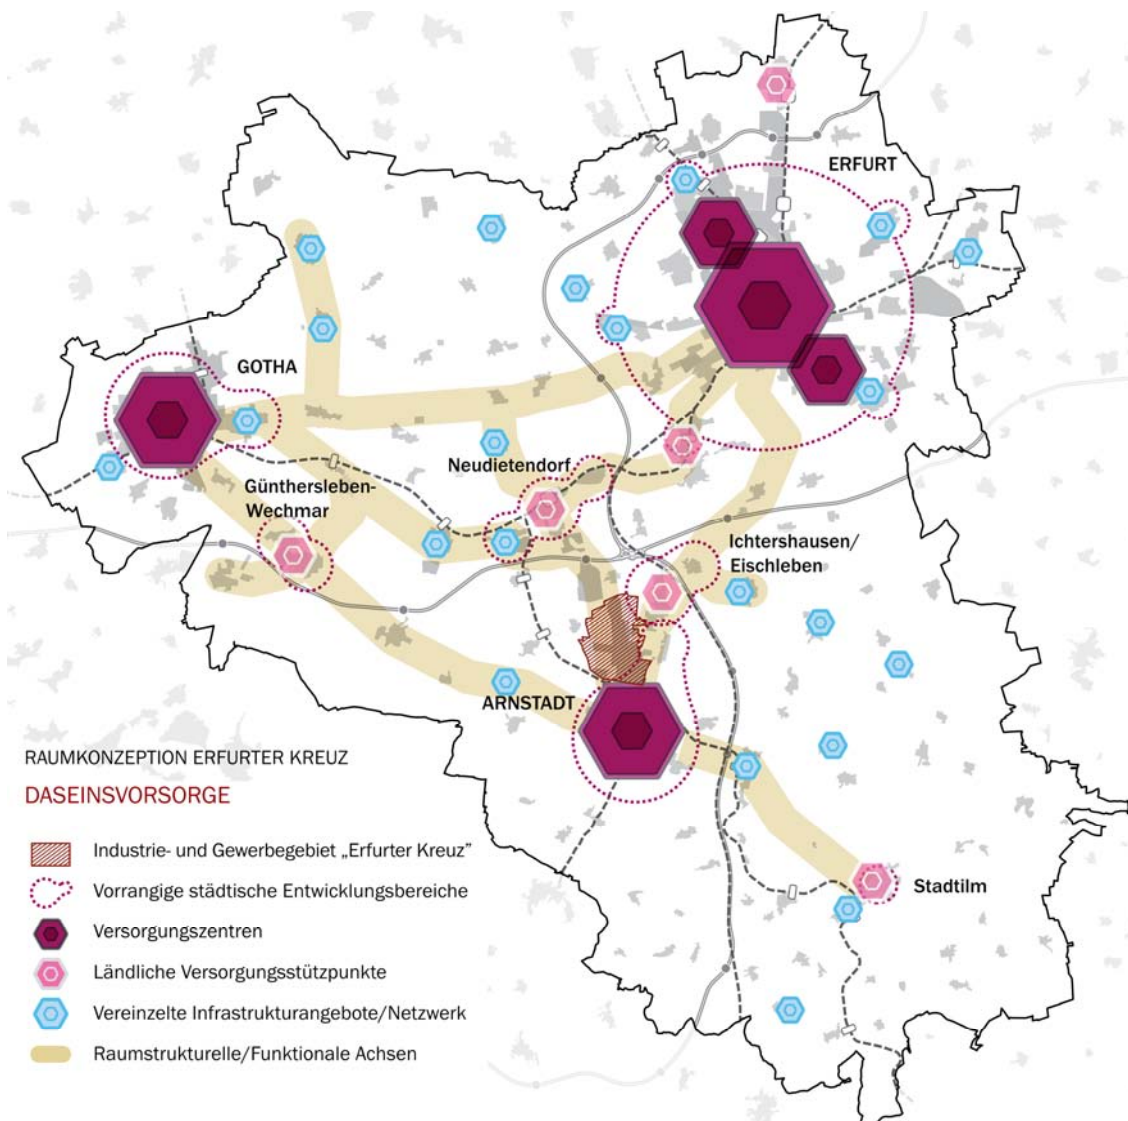 ERFURT
GOTHA
Neudietendorf
Günthersleben-
Wechmar
Ichtershausen/
Eischleben
ARNSTADT
Stadtilm
RAUMKONZEPTION ERFURTER KREUZ
DASEINSVORSORGE
Industrie- und Gewerbegebiet „Erfurter Kreuz”
Vorrangige städtische Entwicklungsbereiche
Versorgungszentren
Ländliche Versorgungsstützpunkte
Vereinzelte Infrastrukturangebote/Netzwerk
Raumstrukturelle/Funktionale Achsen